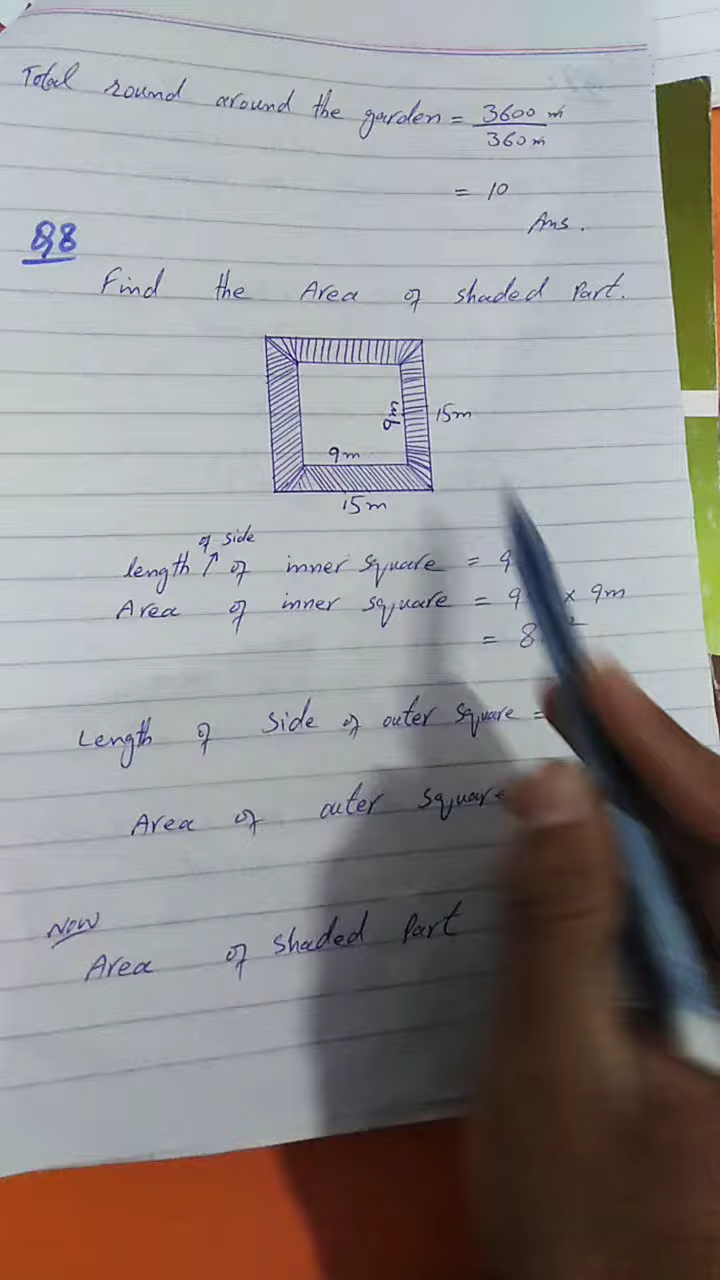 Total round around the garden = 3600 m
360 m
= 10
Ans.
Q8
Find the Area of shaded Part.
9m
15m
9m
15m
of side
length ↑ of inner square = 9
Area of inner square = 9 x 9m
= 8 2
Length of Side of outer square =
Area of outer square
Now
Area of shaded Part